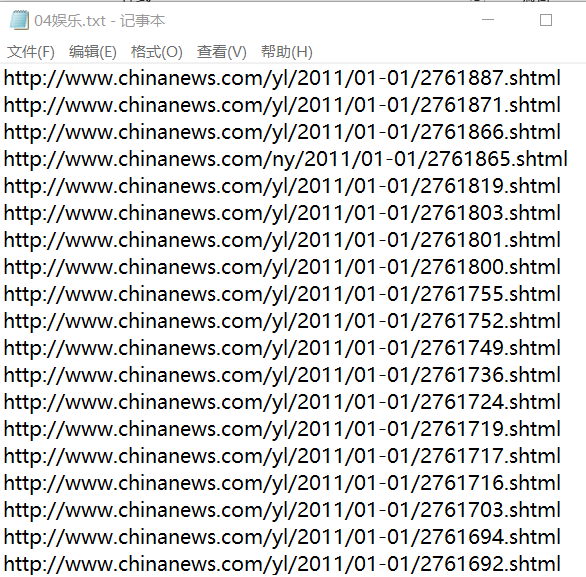 04娱乐.txt - 记事本
文件(F) 编辑(E) 格式(O) 查看(V) 帮助(H)
http://www.chinanews.com/yl/2011/01-01/2761887.shtml
http://www.chinanews.com/yl/2011/01-01/2761871.shtml
http://www.chinanews.com/yl/2011/01-01/2761866.shtml
http://www.chinanews.com/ny/2011/01-01/2761865.shtml
http://www.chinanews.com/yl/2011/01-01/2761819.shtml
http://www.chinanews.com/yl/2011/01-01/2761803.shtml
http://www.chinanews.com/yl/2011/01-01/2761801.shtml
http://www.chinanews.com/yl/2011/01-01/2761800.shtml
http://www.chinanews.com/yl/2011/01-01/2761755.shtml
http://www.chinanews.com/yl/2011/01-01/2761752.shtml
http://www.chinanews.com/yl/2011/01-01/2761749.shtml
http://www.chinanews.com/yl/2011/01-01/2761736.shtml
http://www.chinanews.com/yl/2011/01-01/2761724.shtml
http://www.chinanews.com/yl/2011/01-01/2761719.shtml
http://www.chinanews.com/yl/2011/01-01/2761717.shtml
http://www.chinanews.com/yl/2011/01-01/2761716.shtml
http://www.chinanews.com/yl/2011/01-01/2761703.shtml
http://www.chinanews.com/yl/2011/01-01/2761694.shtml
http://www.chinanews.com/yl/2011/01-01/2761692.shtml